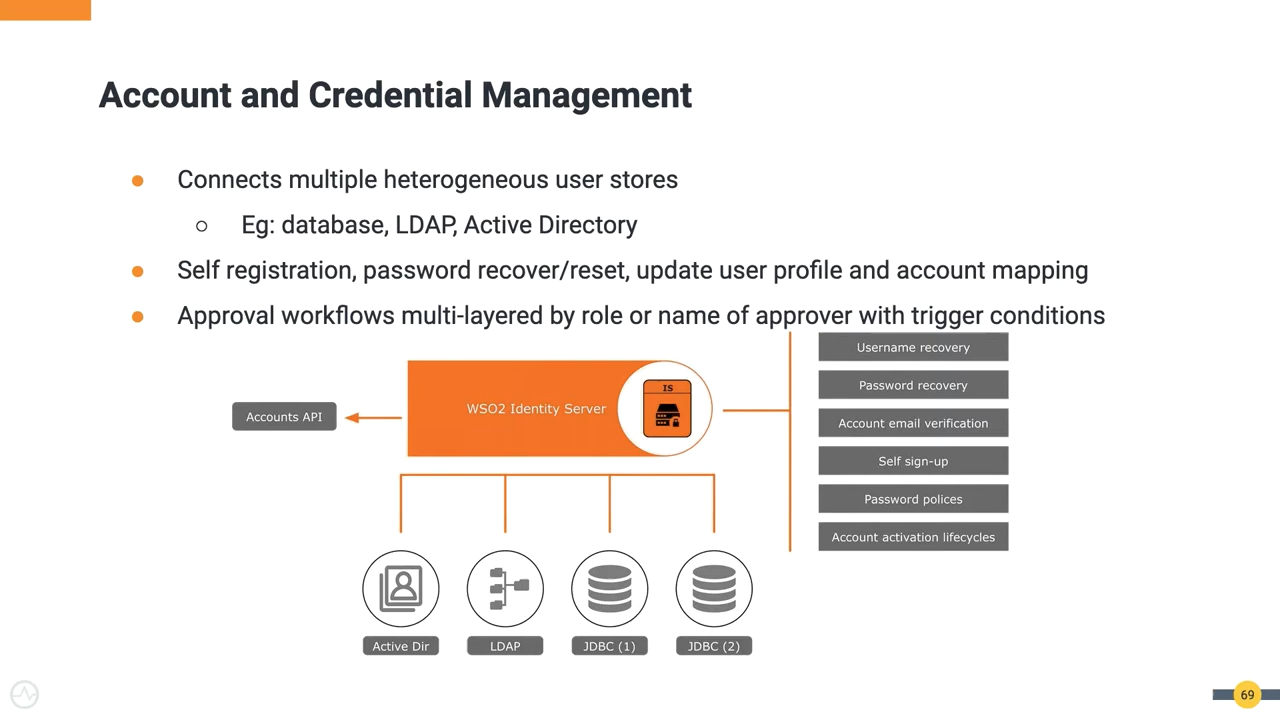 Account and Credential Management
● Connects multiple heterogeneous user stores
○ Eg: database, LDAP, Active Directory
● Self registration, password recover/reset, update user profile and account mapping
● Approval workflows multi-layered by role or name of approver with trigger conditions
Accounts API
WSO2 Identity Server
IS
Username recovery
Password recovery
Account email verification
Self sign-up
Password polices
Account activation lifecycles
Active Dir
LDAP
JDBC (1)
JDBC (2)
69